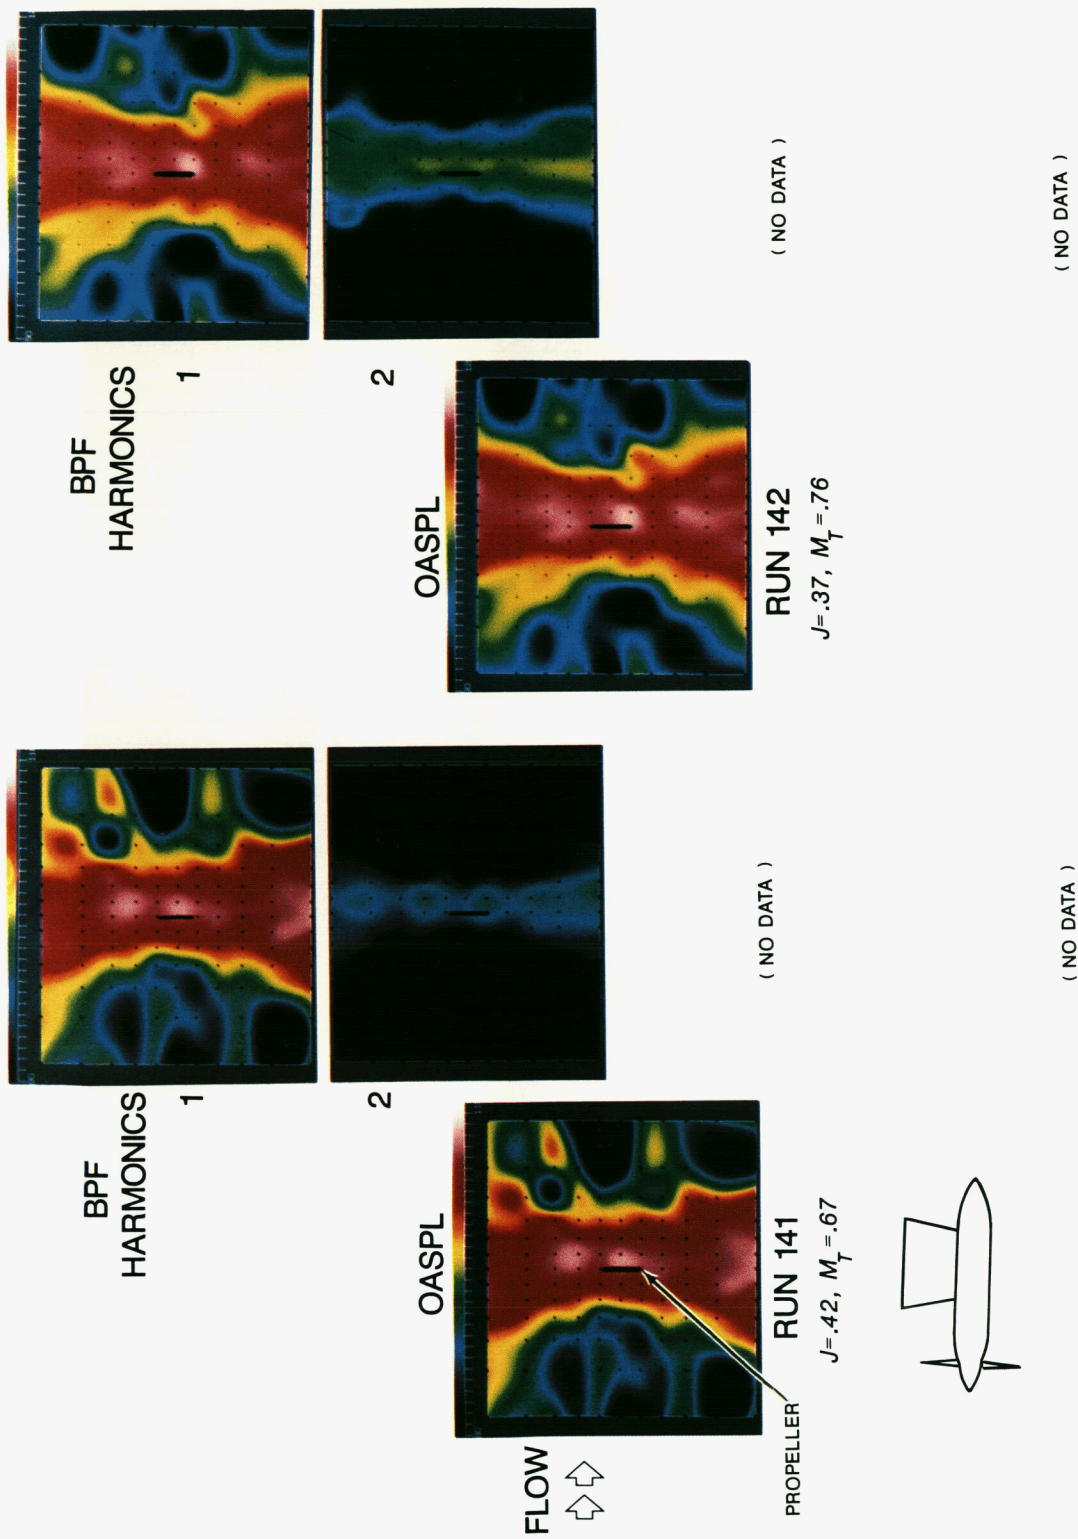 BPF
HARMONICS
1
2
OASPL
RUN 141
J=.42, M_T=.67
FLOW
PROPELLER
( NO DATA )
( NO DATA )
BPF
HARMONICS
1
2
OASPL
RUN 142
J=.37, M_T=.76
( NO DATA )
( NO DATA )